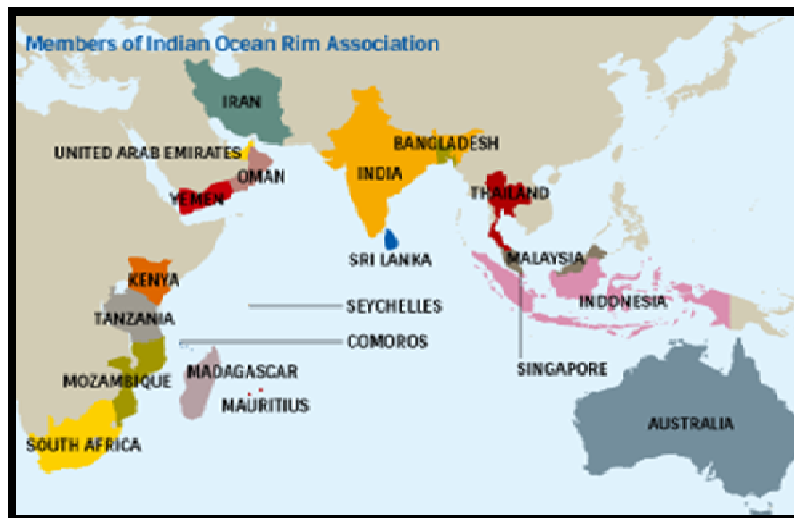 Members of Indian Ocean Rim Association
IRAN
UNITED ARAB EMIRATES
BANGLADESH
OMAN
INDIA
YEMEN
THAILAND
SRI LANKA
MALAYSIA
KENYA
INDONESIA
SEYCHELLES
TANZANIA
COMOROS
SINGAPORE
MADAGASCAR
MOZAMBIQUE
MAURITIUS
AUSTRALIA
SOUTH AFRICA